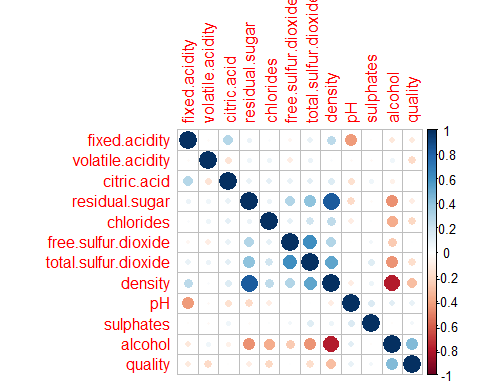 fixed.acidity
volatile.acidity
citric.acid
residual.sugar
chlorides
free.sulfur.dioxide
total.sulfur.dioxide
density
pH
sulphates
alcohol
quality
fixed.acidity
volatile.acidity
citric.acid
residual.sugar
chlorides
free.sulfur.dioxide
total.sulfur.dioxide
density
pH
sulphates
alcohol
quality
1
0.8
0.6
0.4
0.2
0
-0.2
-0.4
-0.6
-0.8
-1